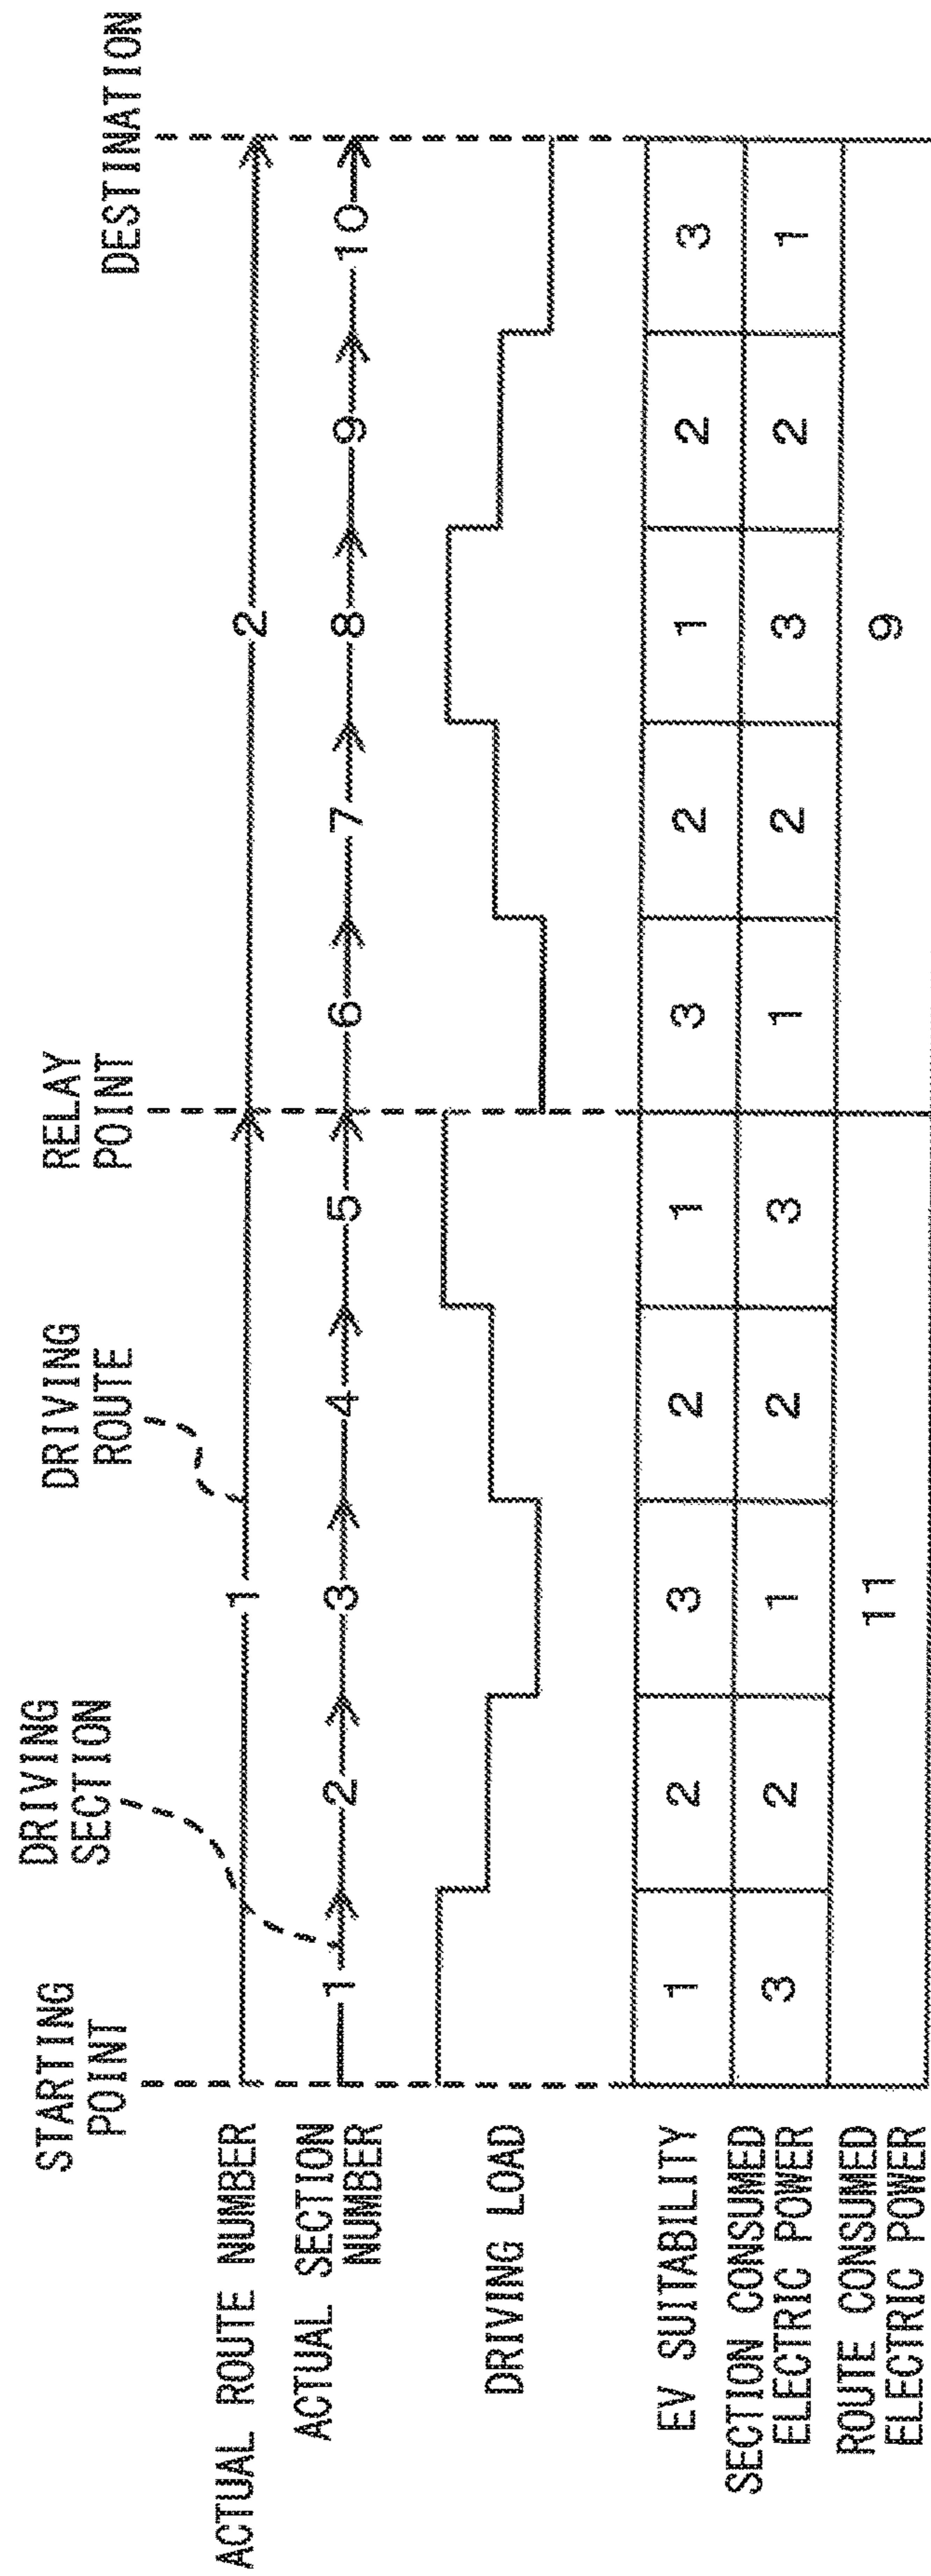 STARTING
POINT
DRIVING
SECTION
DRIVING
ROUTE
RELAY
POINT
DESTINATION
ACTUAL ROUTE NUMBER
1
2
ACTUAL SECTION
NUMBER
1 2 3 4 5 6 7 8 9 10
DRIVING LOAD
EV SUITABILITY
1 2 3 2 1 3 2 1 2 3
SECTION CONSUMED
ELECTRIC POWER
3 2 1 2 3 1 2 3 2 1
ROUTE CONSUMED
ELECTRIC POWER
11
9